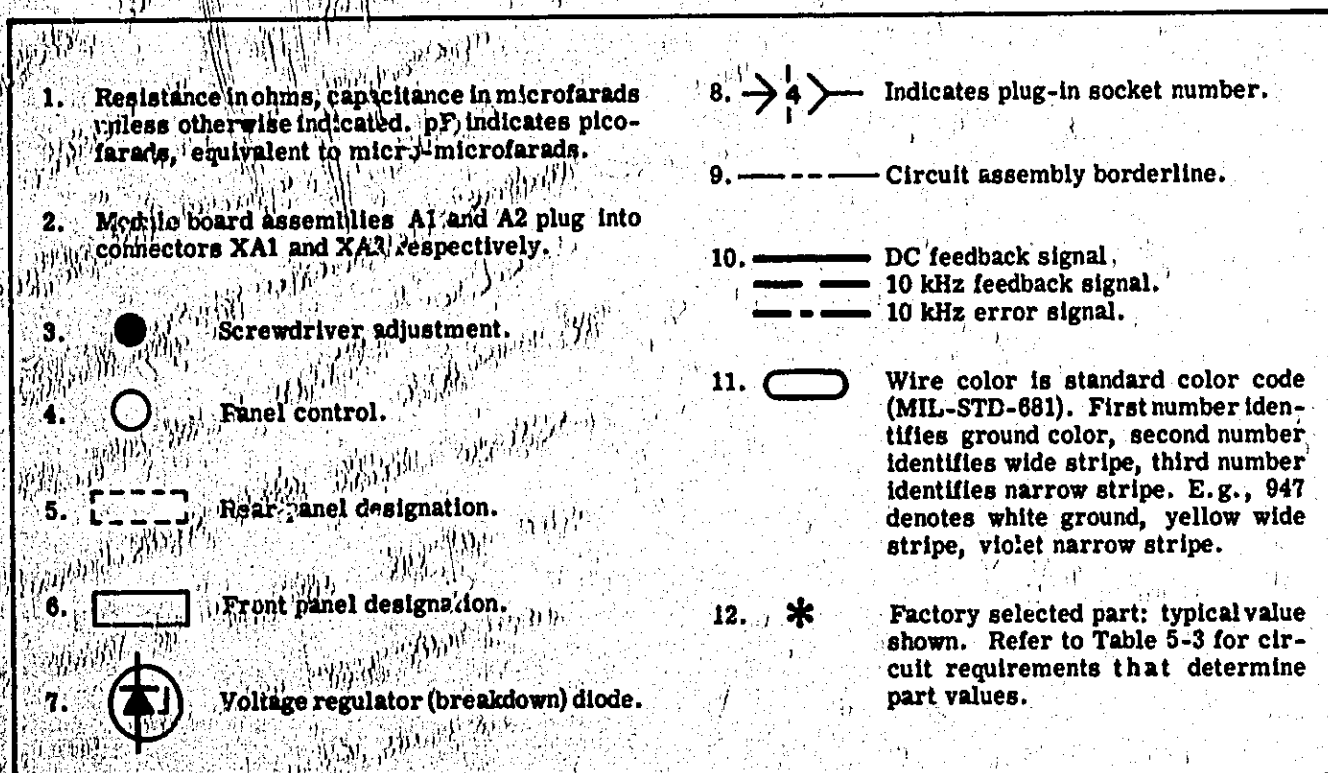 1. Resistance in ohms, capacitance in microfarads
unless otherwise indicated. pF indicates pico-
farads, equivalent to micro-microfarads.
2. Module board assemblies A1 and A2 plug into
connectors XA1 and XA2 respectively.
3. Screwdriver adjustment.
4. Panel control.
5. Rear panel designation.
6. Front panel designation.
7. Voltage regulator (breakdown) diode.
8. 4 Indicates plug-in socket number.
9. Circuit assembly borderline.
10. DC feedback signal.
10 kHz feedback signal.
10 kHz error signal.
11. Wire color is standard color code
(MIL-STD-681). First number iden-
tifies ground color, second number
identifies wide stripe, third number
identifies narrow stripe. E.g., 947
denotes white ground, yellow wide
stripe, violet narrow stripe.
12. * Factory selected part: typical value
shown. Refer to Table 5-3 for cir-
cuit requirements that determine
part values.